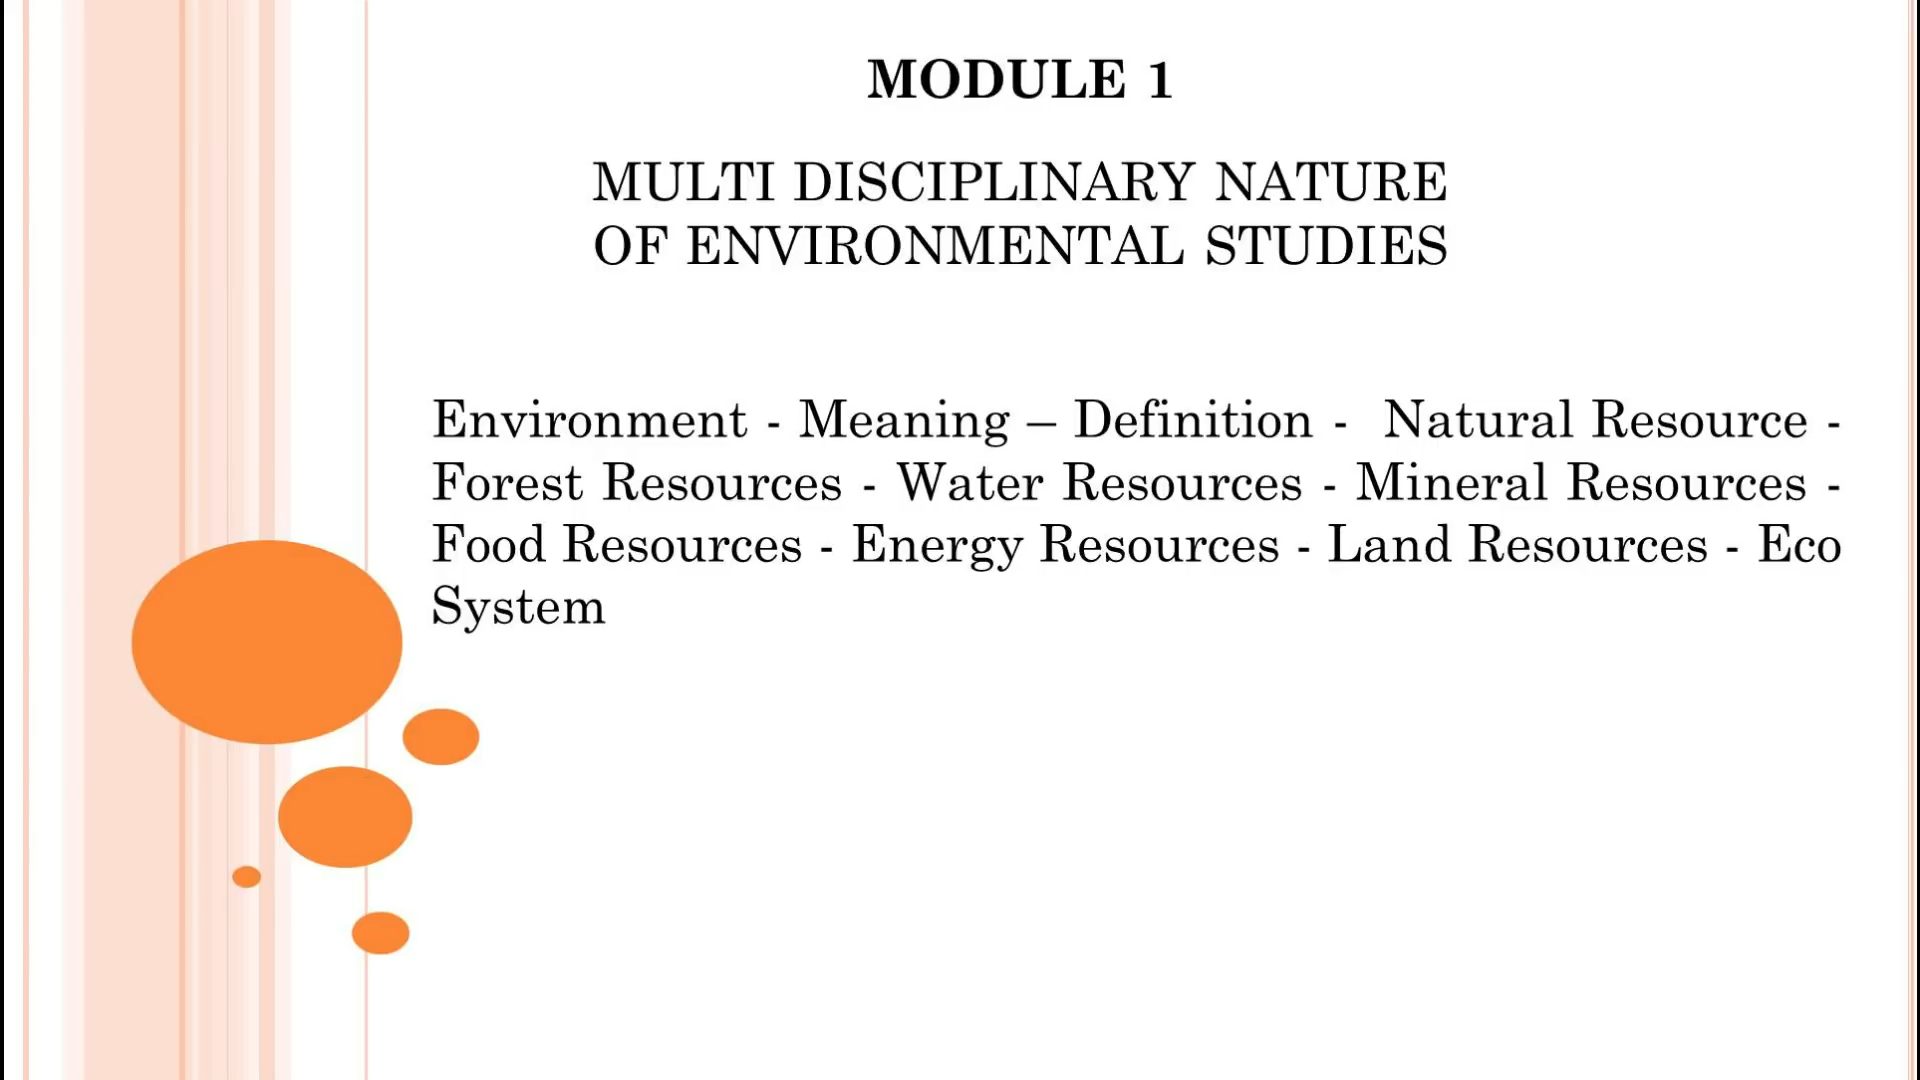 MODULE 1
MULTI DISCIPLINARY NATURE
OF ENVIRONMENTAL STUDIES
Environment - Meaning – Definition -  Natural Resource -
Forest Resources - Water Resources - Mineral Resources -
Food Resources - Energy Resources - Land Resources - Eco
System